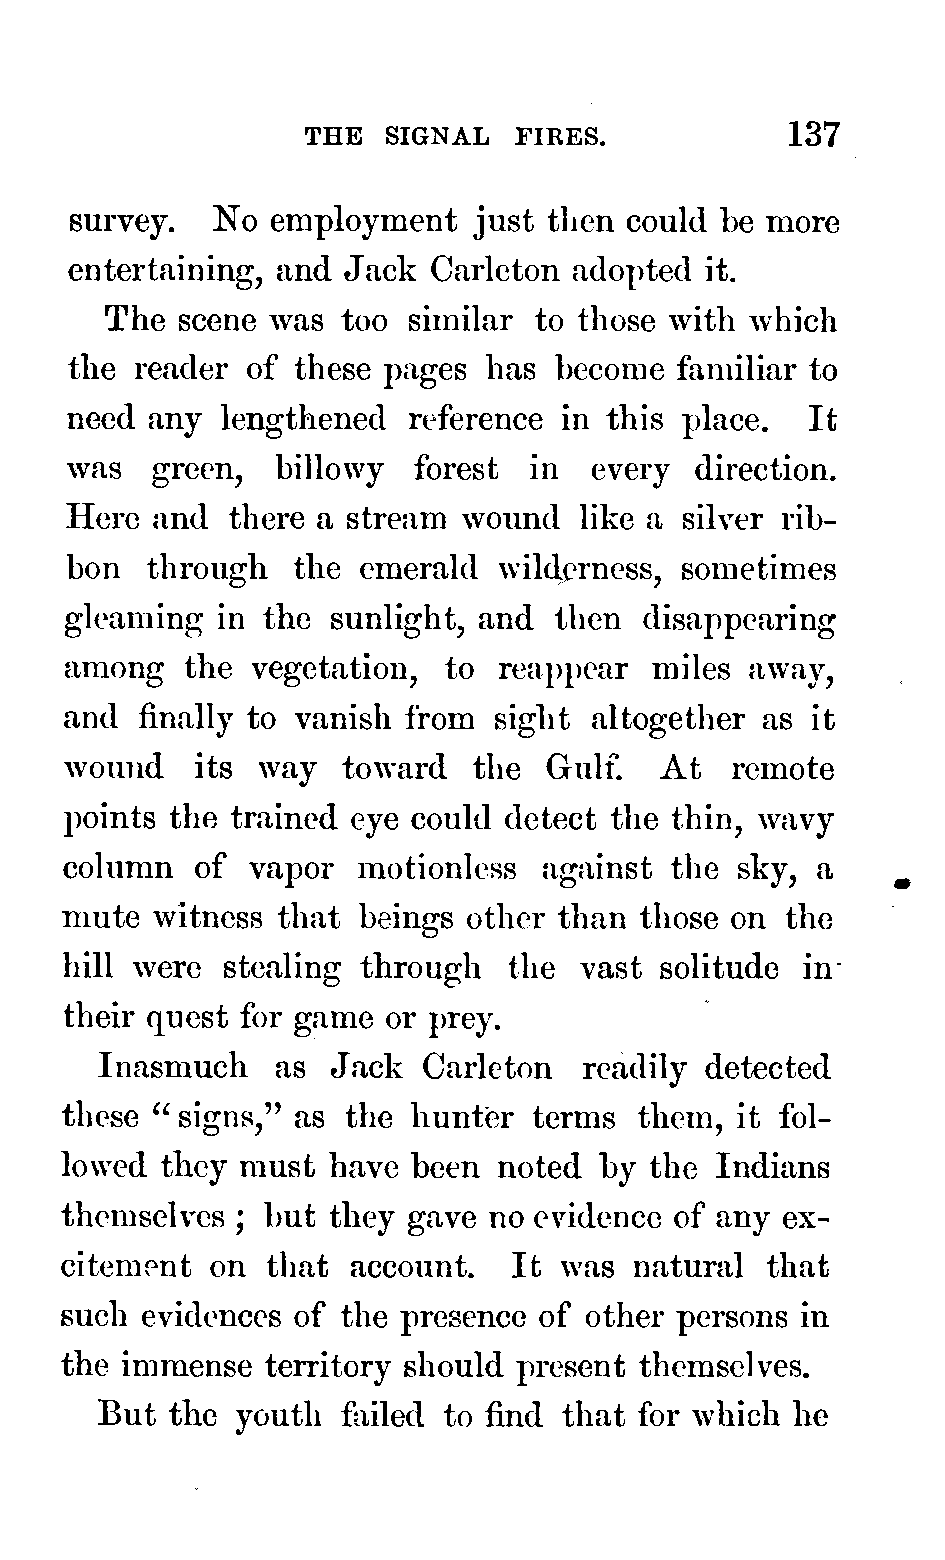 THE SIGNAL FIRES. 137
survey. No employment just then could be more
entertaining, and Jack Carleton adopted it.
The scene was too similar to those with which
the reader of these pages has become familiar to
need any lengthened reference in this place. It
was green, billowy forest in every direction.
Here and there a stream wound like a silver rib-
bon through the emerald wilderness, sometimes
gleaming in the sunlight, and then disappearing
among the vegetation, to reappear miles away,
and finally to vanish from sight altogether as it
wound its way toward the Gulf. At remote
points the trained eye could detect the thin, wavy
column of vapor motionless against the sky, a
mute witness that beings other than those on the
hill were stealing through the vast solitude in
their quest for game or prey.
Inasmuch as Jack Carleton readily detected
these "signs," as the hunter terms them, it fol-
lowed they must have been noted by the Indians
themselves; but they gave no evidence of any ex-
citement on that account. It was natural that
such evidences of the presence of other persons in
the immense territory should present themselves.
But the youth failed to find that for which he